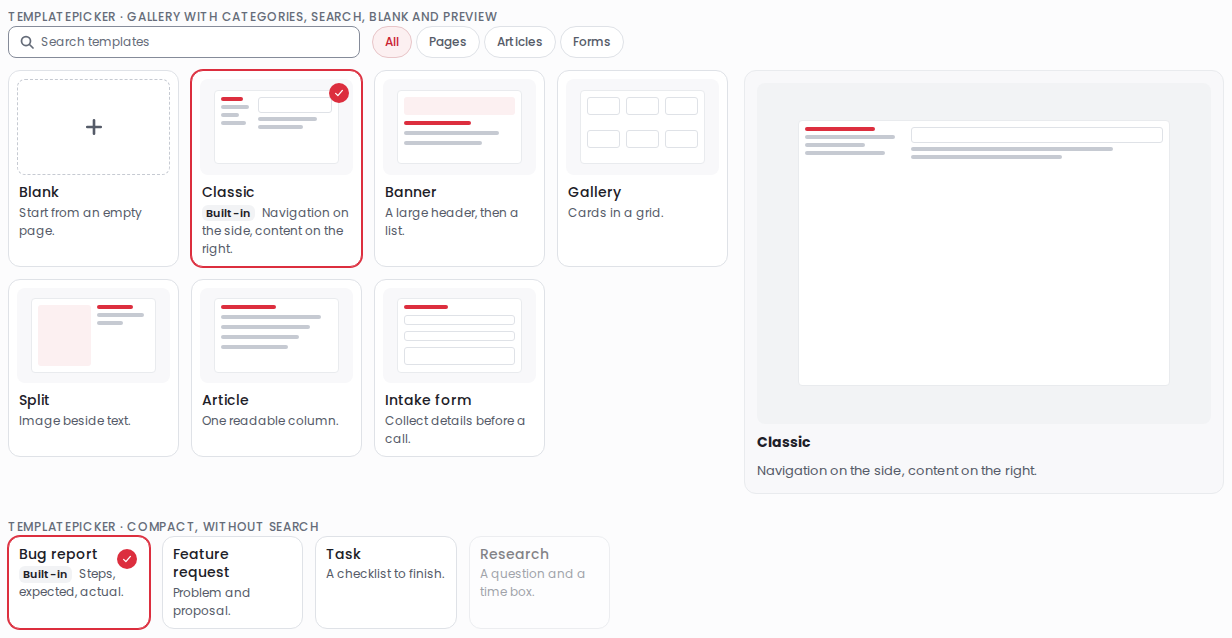 TEMPLATEPICKER · GALLERY WITH CATEGORIES, SEARCH, BLANK AND PREVIEW
Search templates
All
Pages
Articles
Forms
Blank
Start from an empty
page.
Classic
Built-in Navigation on
the side, content on the
right.
Banner
A large header, then a
list.
Gallery
Cards in a grid.
Split
Image beside text.
Article
One readable column.
Intake form
Collect details before a
call.
Classic
Navigation on the side, content on the right.
TEMPLATEPICKER · COMPACT, WITHOUT SEARCH
Bug report
Built-in Steps,
expected, actual.
Feature
request
Problem and
proposal.
Task
A checklist to finish.
Research
A question and a
time box.